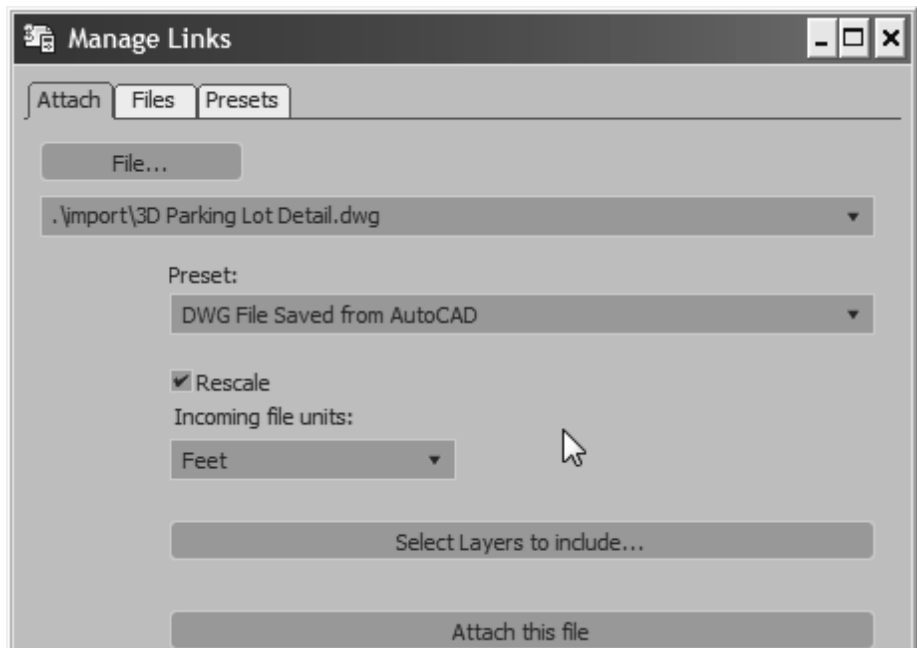 Manage Links
Attach Files Presets
File...
.\import\3D Parking Lot Detail.dwg
Preset:
DWG File Saved from AutoCAD
Rescale
Incoming file units:
Feet
Select Layers to include...
Attach this file